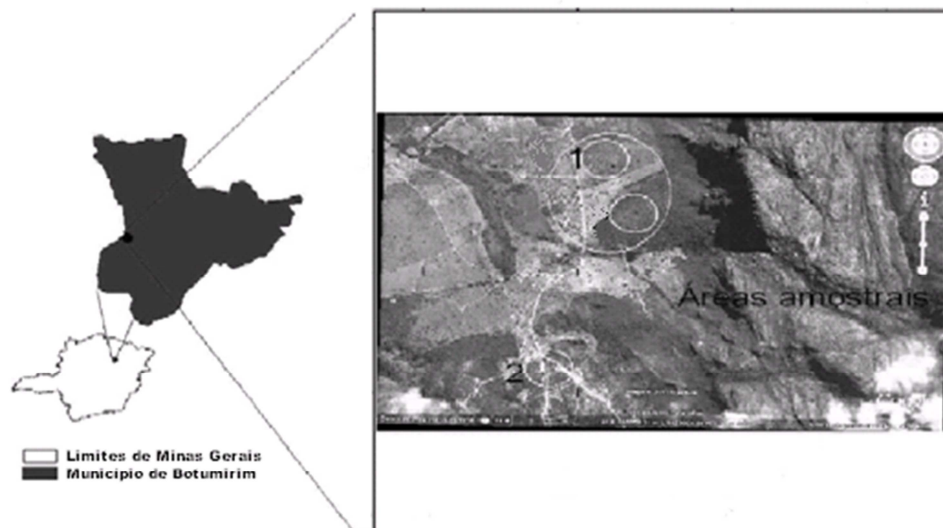 1
Áreas amostrais
2
Limites de Minas Gerais
Município de Botumirim